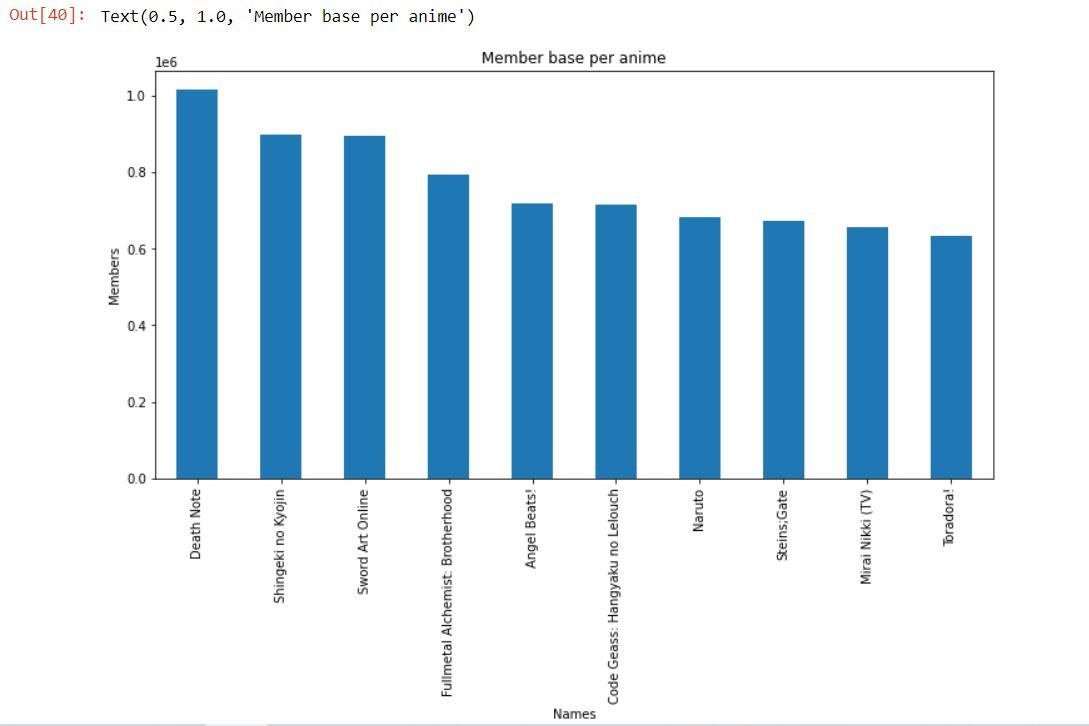 Out[40]: Text(0.5, 1.0, 'Member base per anime')
Member base per anime
1e6
1.0
0.8
0.6
0.4
0.2
0.0
Members
Death Note
Shingeki no Kyojin
Sword Art Online
Fullmetal Alchemist: Brotherhood
Angel Beats!
Code Geass: Hangyaku no Lelouch
Naruto
Steins;Gate
Mirai Nikki (TV)
Toradora!
Names